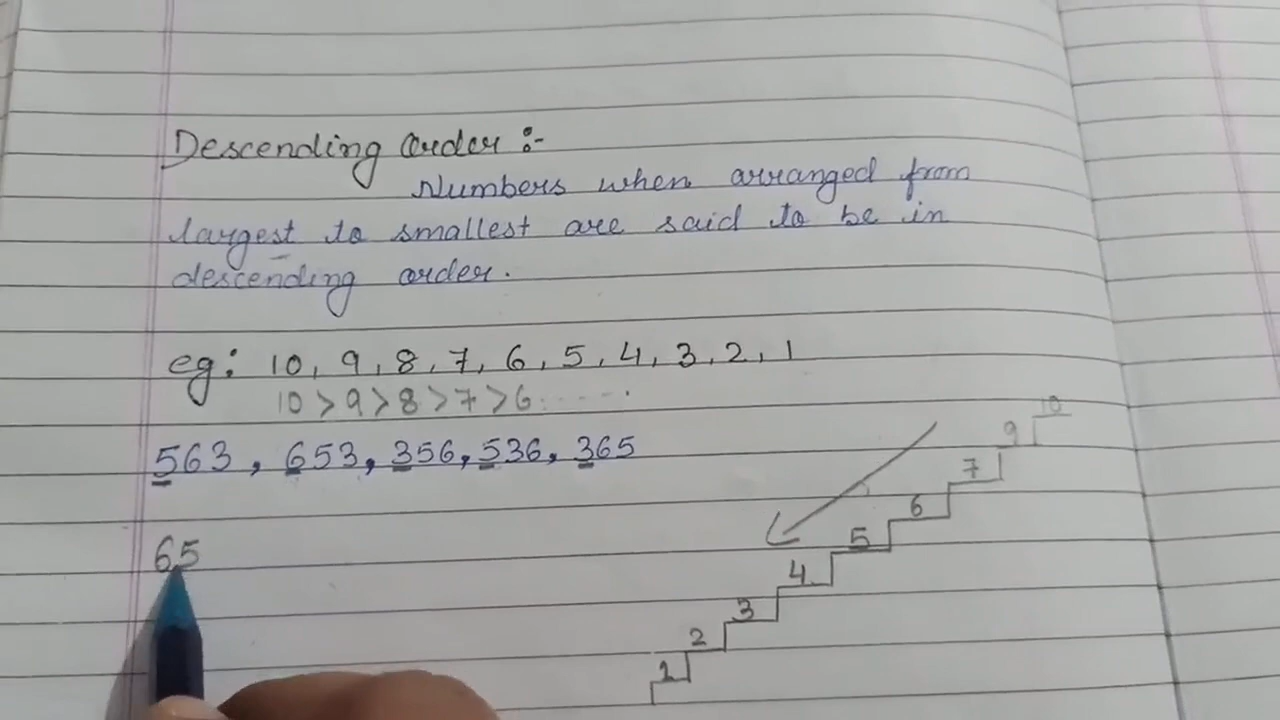 Descending order :-
Numbers when arranged from
largest to smallest are said to be in
descending order.
eg: 10, 9, 8, 7, 6, 5, 4, 3, 2, 1
10 > 9 > 8 > 7 > 6 ......
563, 653, 356, 536, 365
65
10
9
7
6
5
4
3
2
1